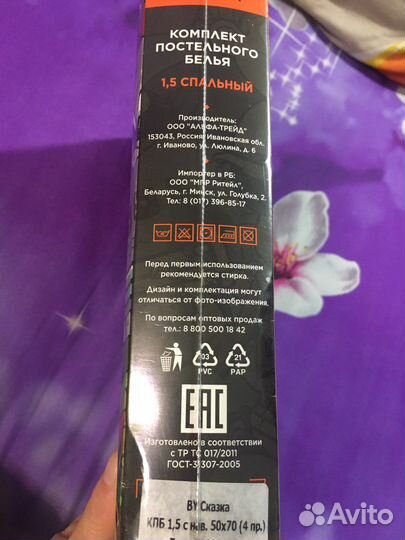 КОМПЛЕКТ
ПОСТЕЛЬНОГО
БЕЛЬЯ
1,5 СПАЛЬНЫЙ
Производитель:
ООО "АЛЬФА-ТРЕЙД"
153043, Россия, Ивановская обл.
г. Иваново, ул. Люлина, д. 6
Импортер в РБ:
ООО "МПР Ритейл",
Беларусь, г. Минск, ул. Голубка, 2.
Тел: 8 (017) 396-85-17
Перед первым использованием
рекомендуется стирка.
Дизайн и комплектация могут
отличаться от фото-изображения.
По вопросам оптовых продаж
тел.: 8 800 500 18 42
03
PVC
21
PAP
EAC
Изготовлено в соответствии
с ТР ТС 017/2011
ГОСТ-31307-2005
BY Сказка
КПБ 1,5 с нав. 50х70 (4 пр.)
Avito